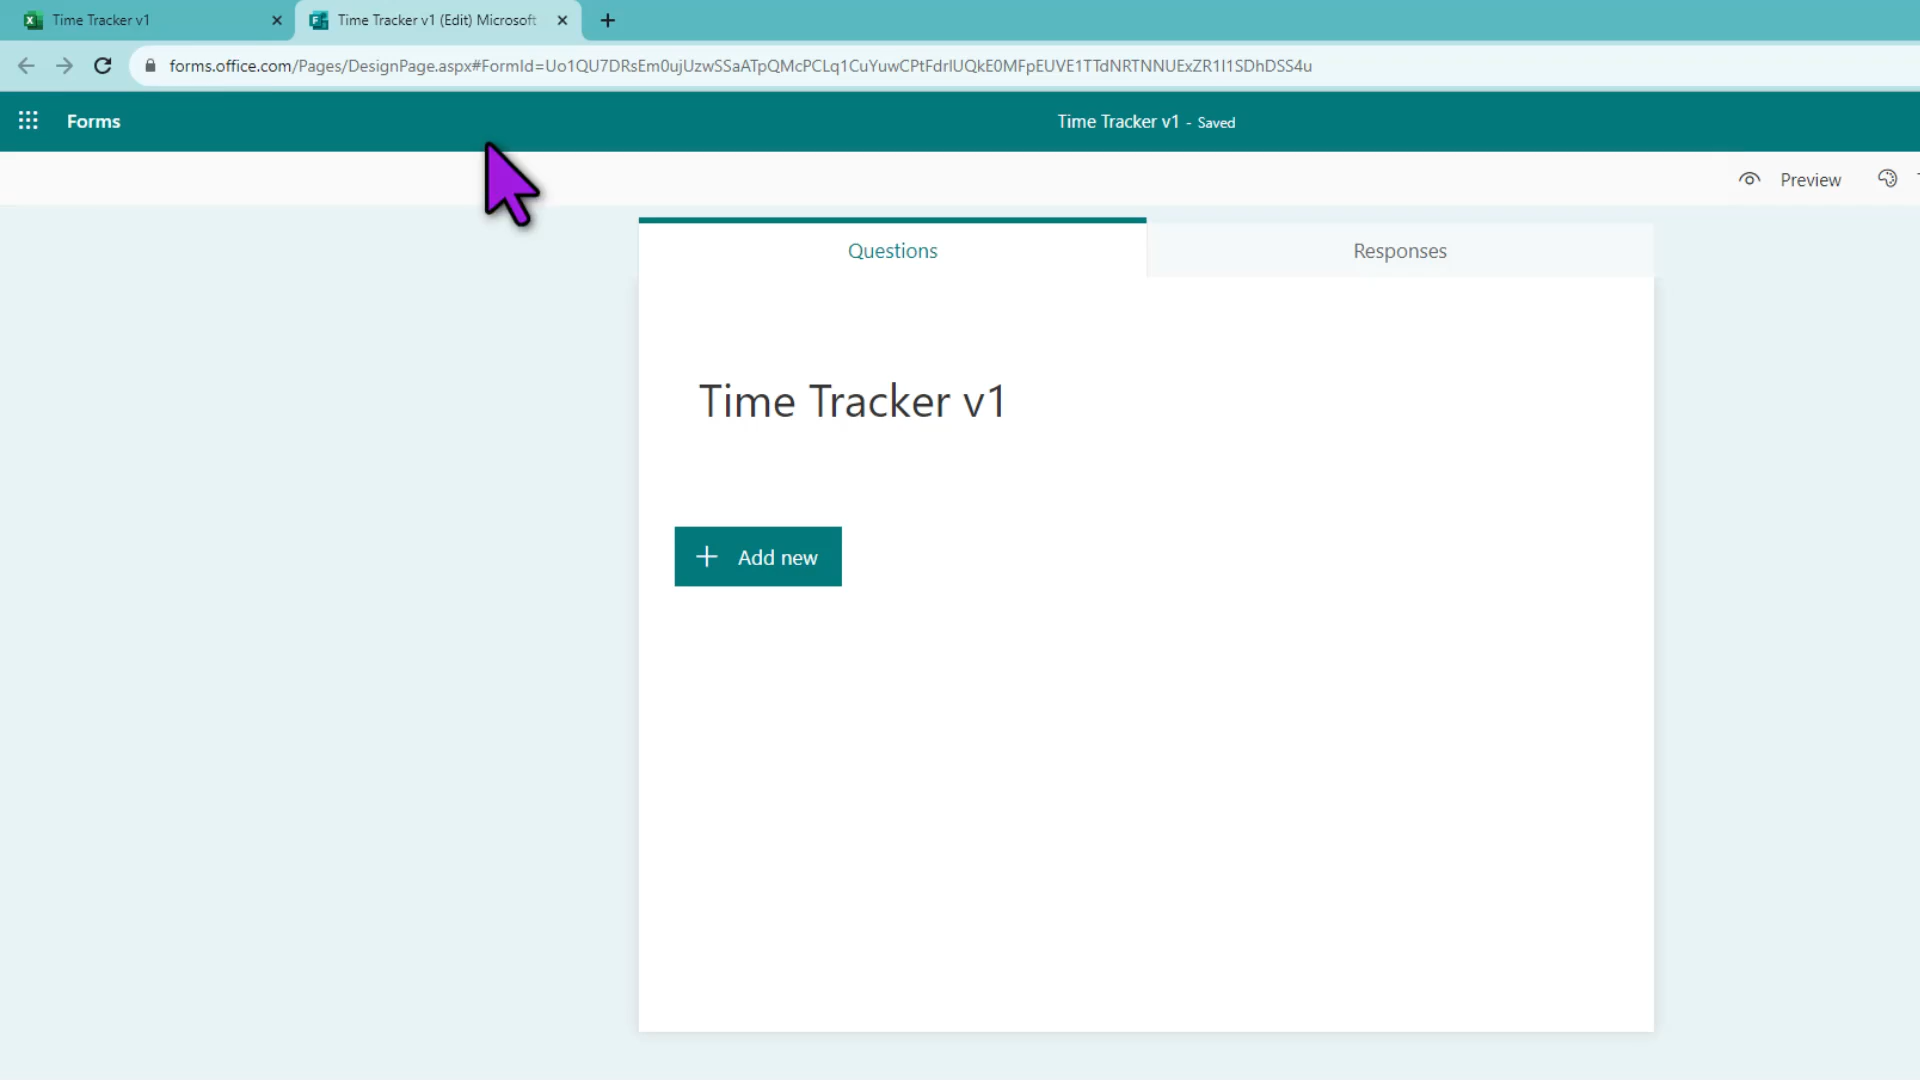 Time Tracker v1
Time Tracker v1 (Edit) Microsoft
forms.office.com/Pages/DesignPage.aspx#FormId=Uo1QU7DRsEm0ujUzwSSaATpQMcPCLq1CuYuwCPtFdrlUQkE0MFpEUVE1TTdNRTNNUExZR1I1SDhDSS4u
Forms
Time Tracker v1 - Saved
Preview
Questions
Responses
Time Tracker v1
Add new